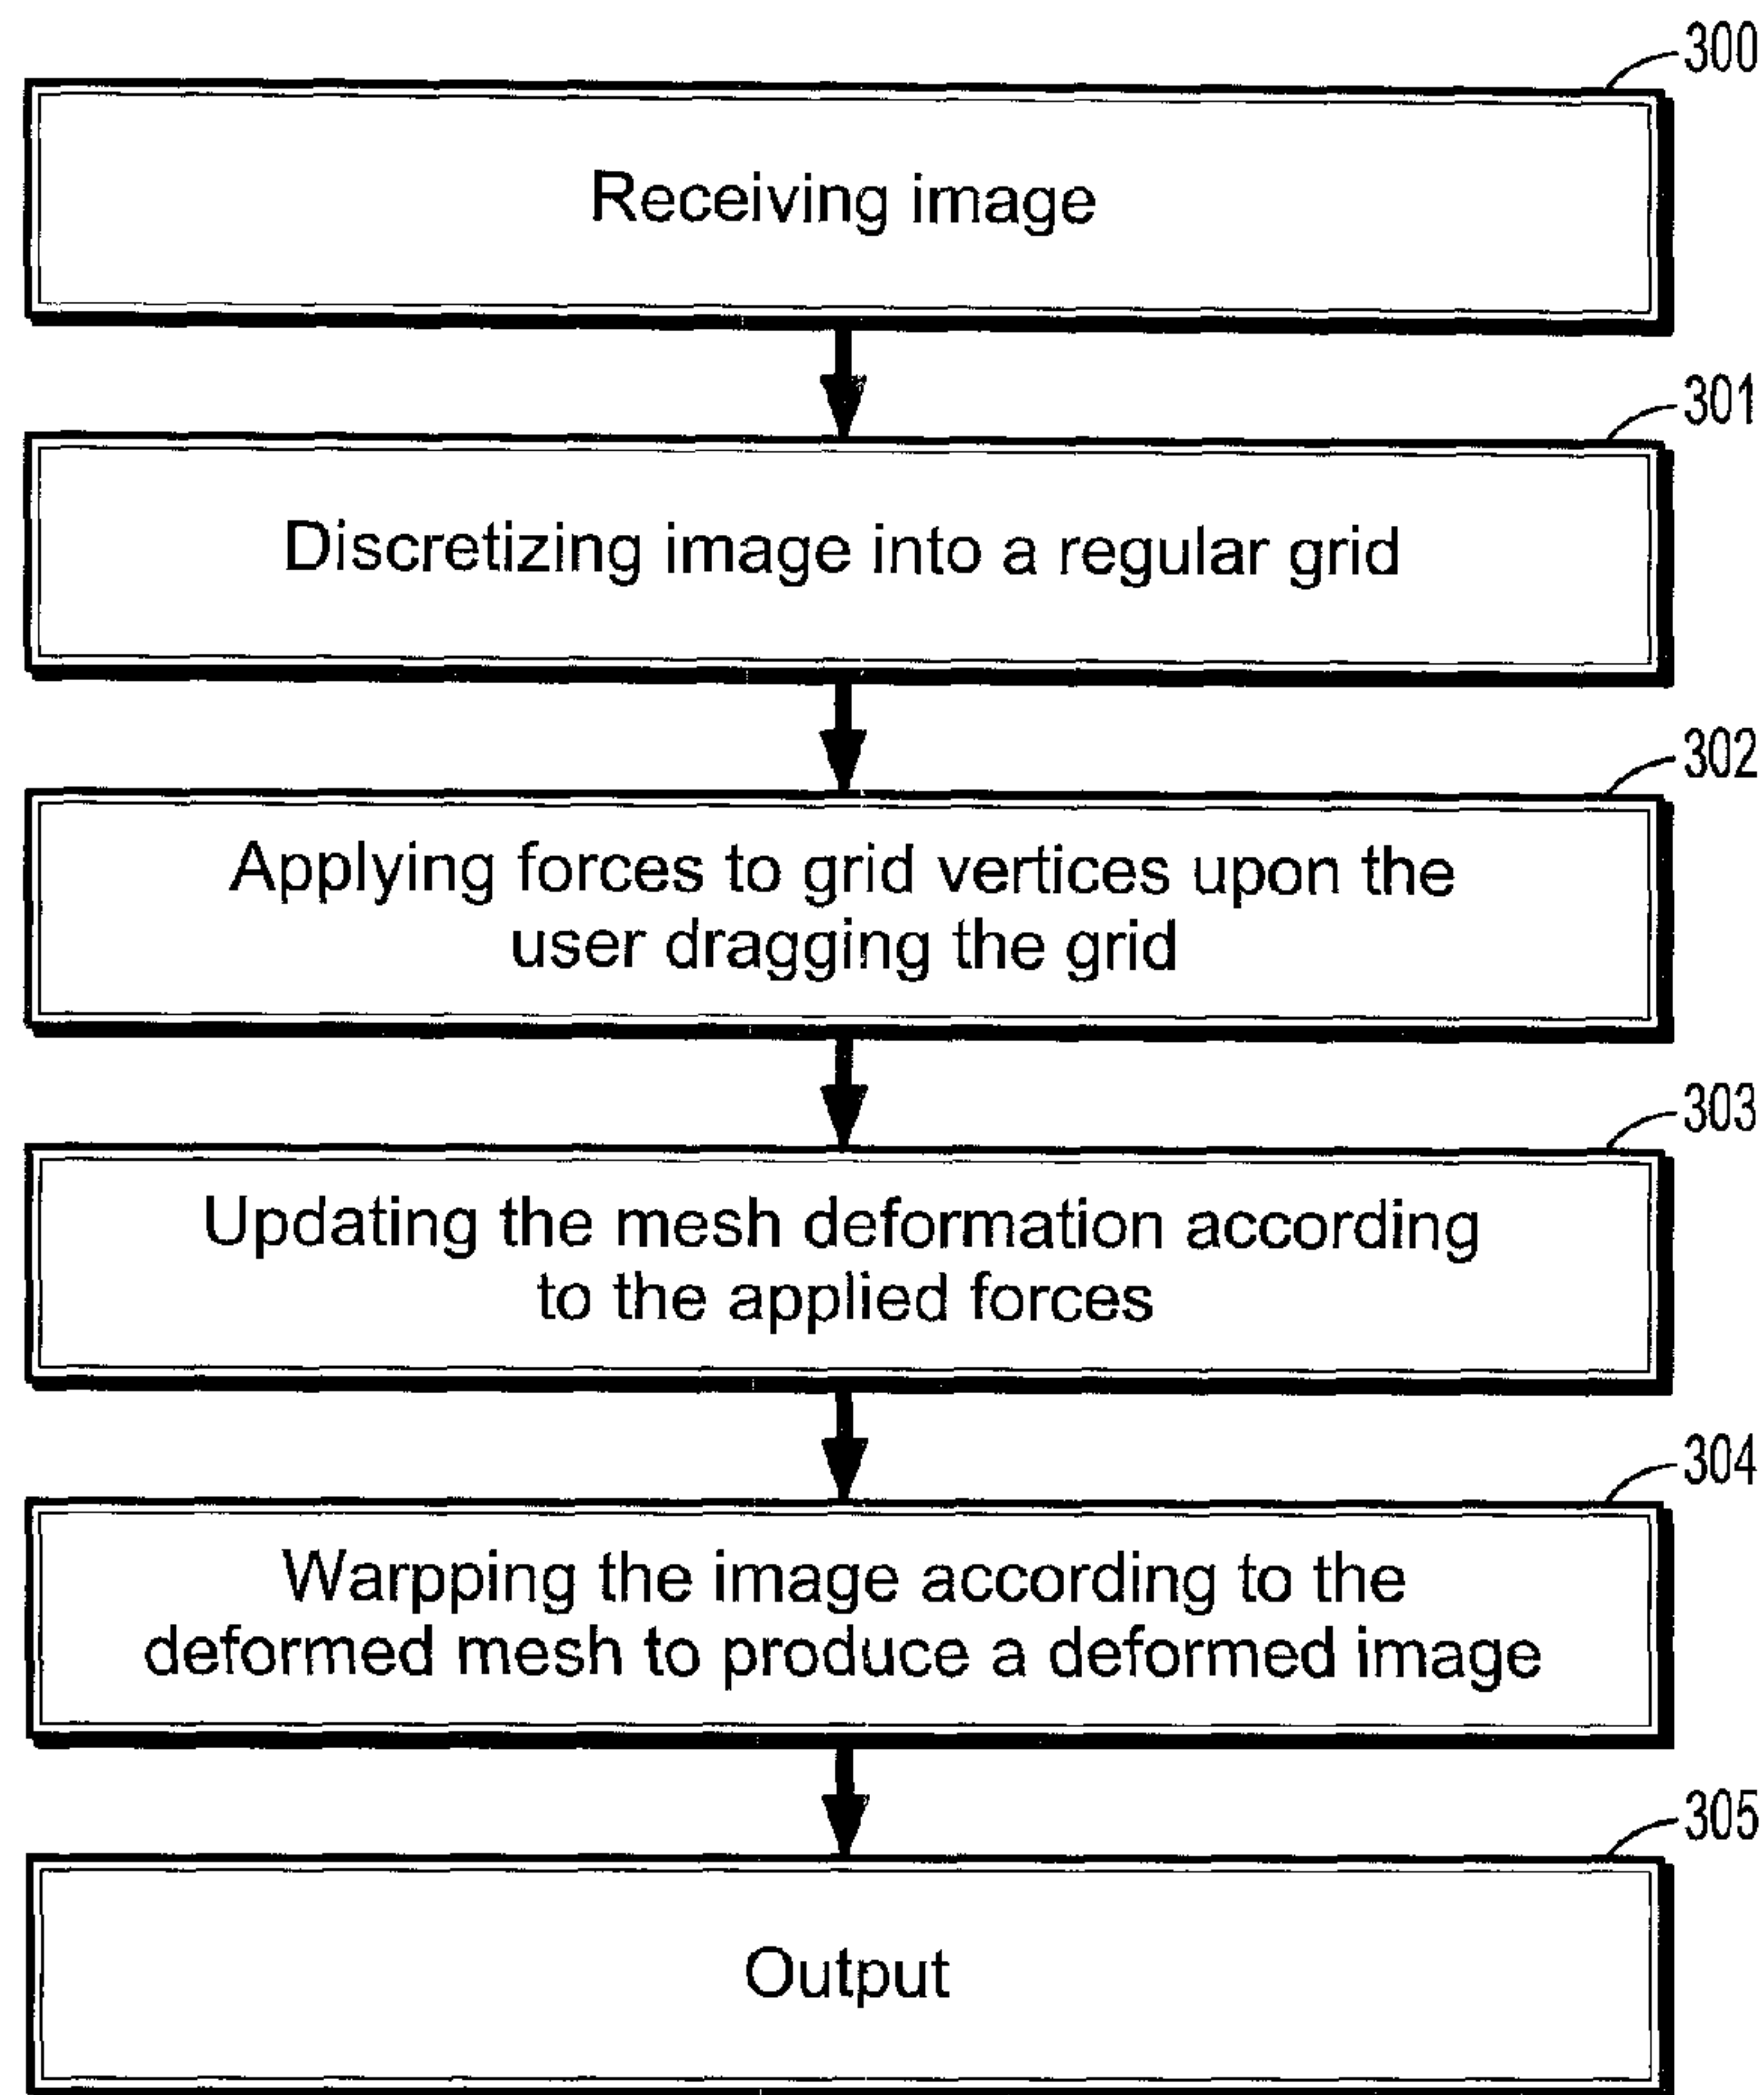 300
Receiving image
301
Discretizing image into a regular grid
302
Applying forces to grid vertices upon the
user dragging the grid
303
Updating the mesh deformation according
to the applied forces
304
Warpping the image according to the
deformed mesh to produce a deformed image
305
Output